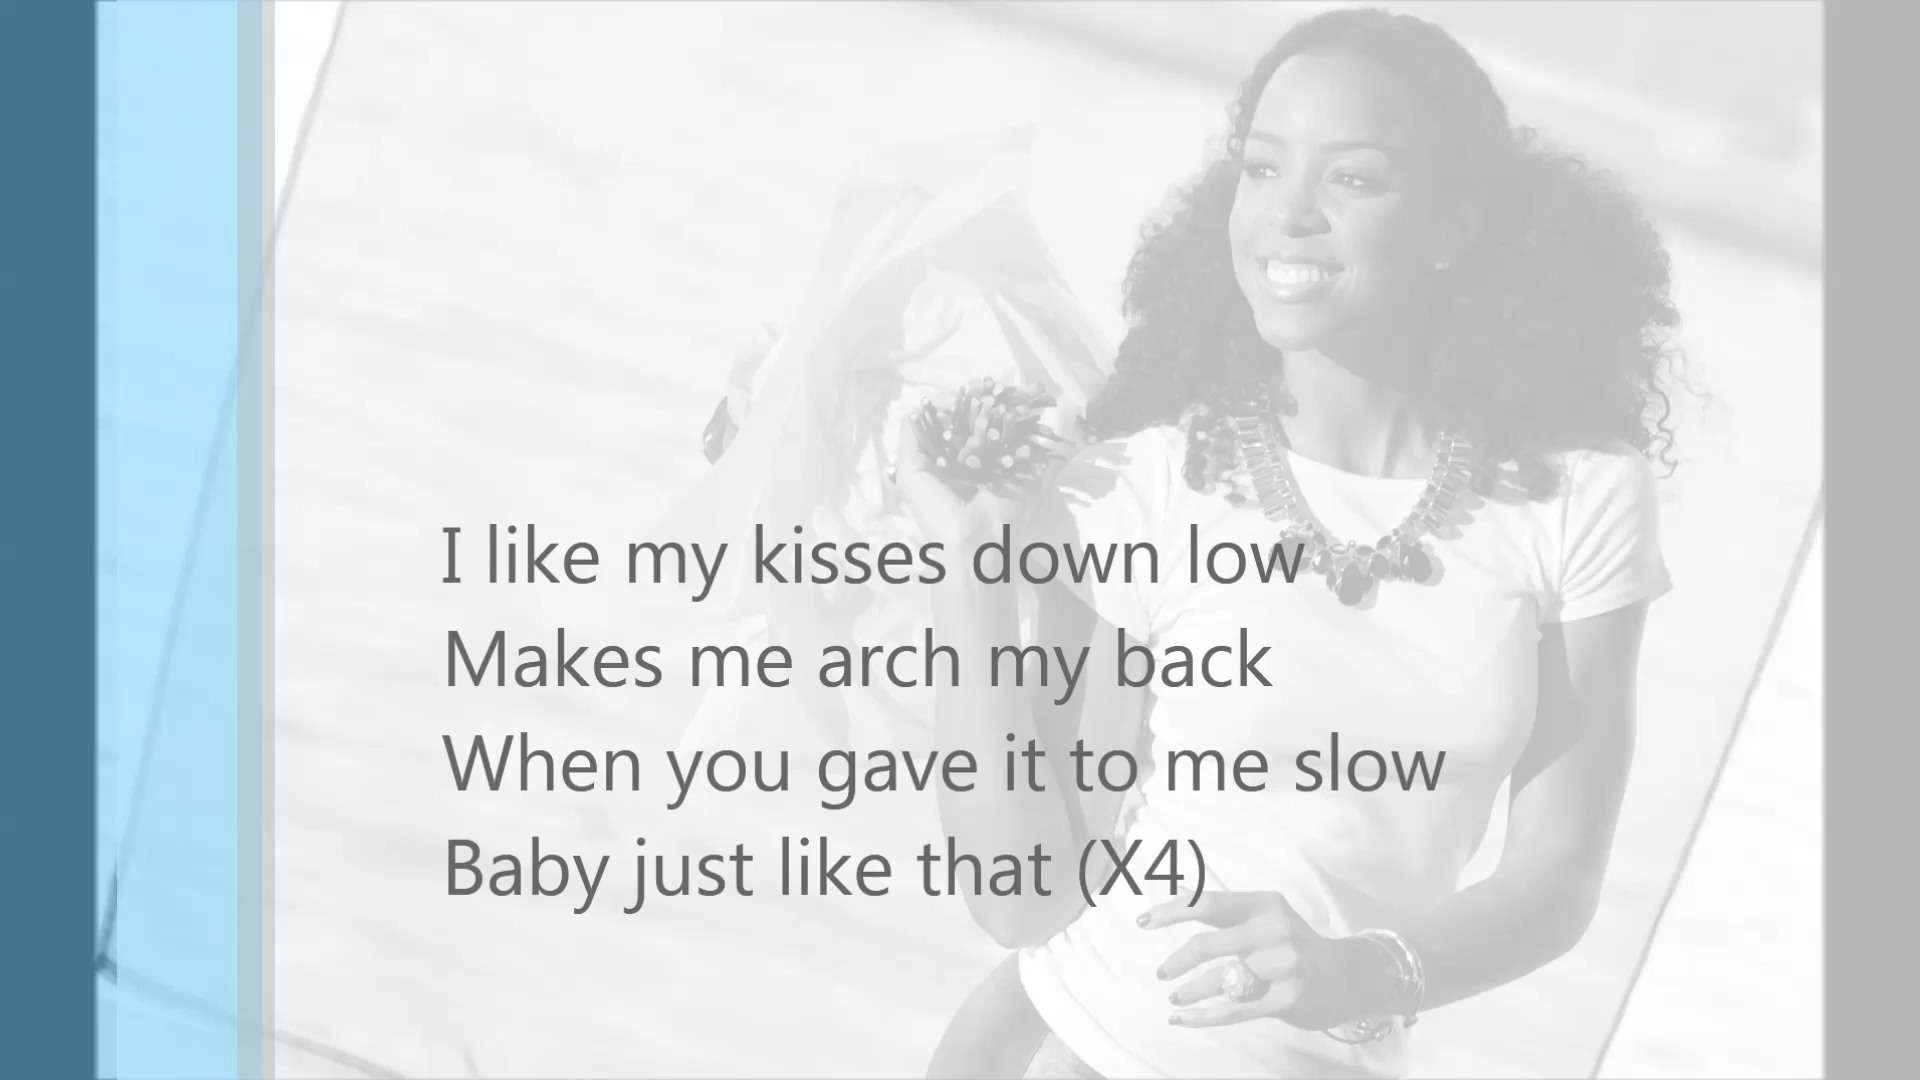 I like my kisses down low
Makes me arch my back
When you gave it to me slow
Baby just like that (X4)